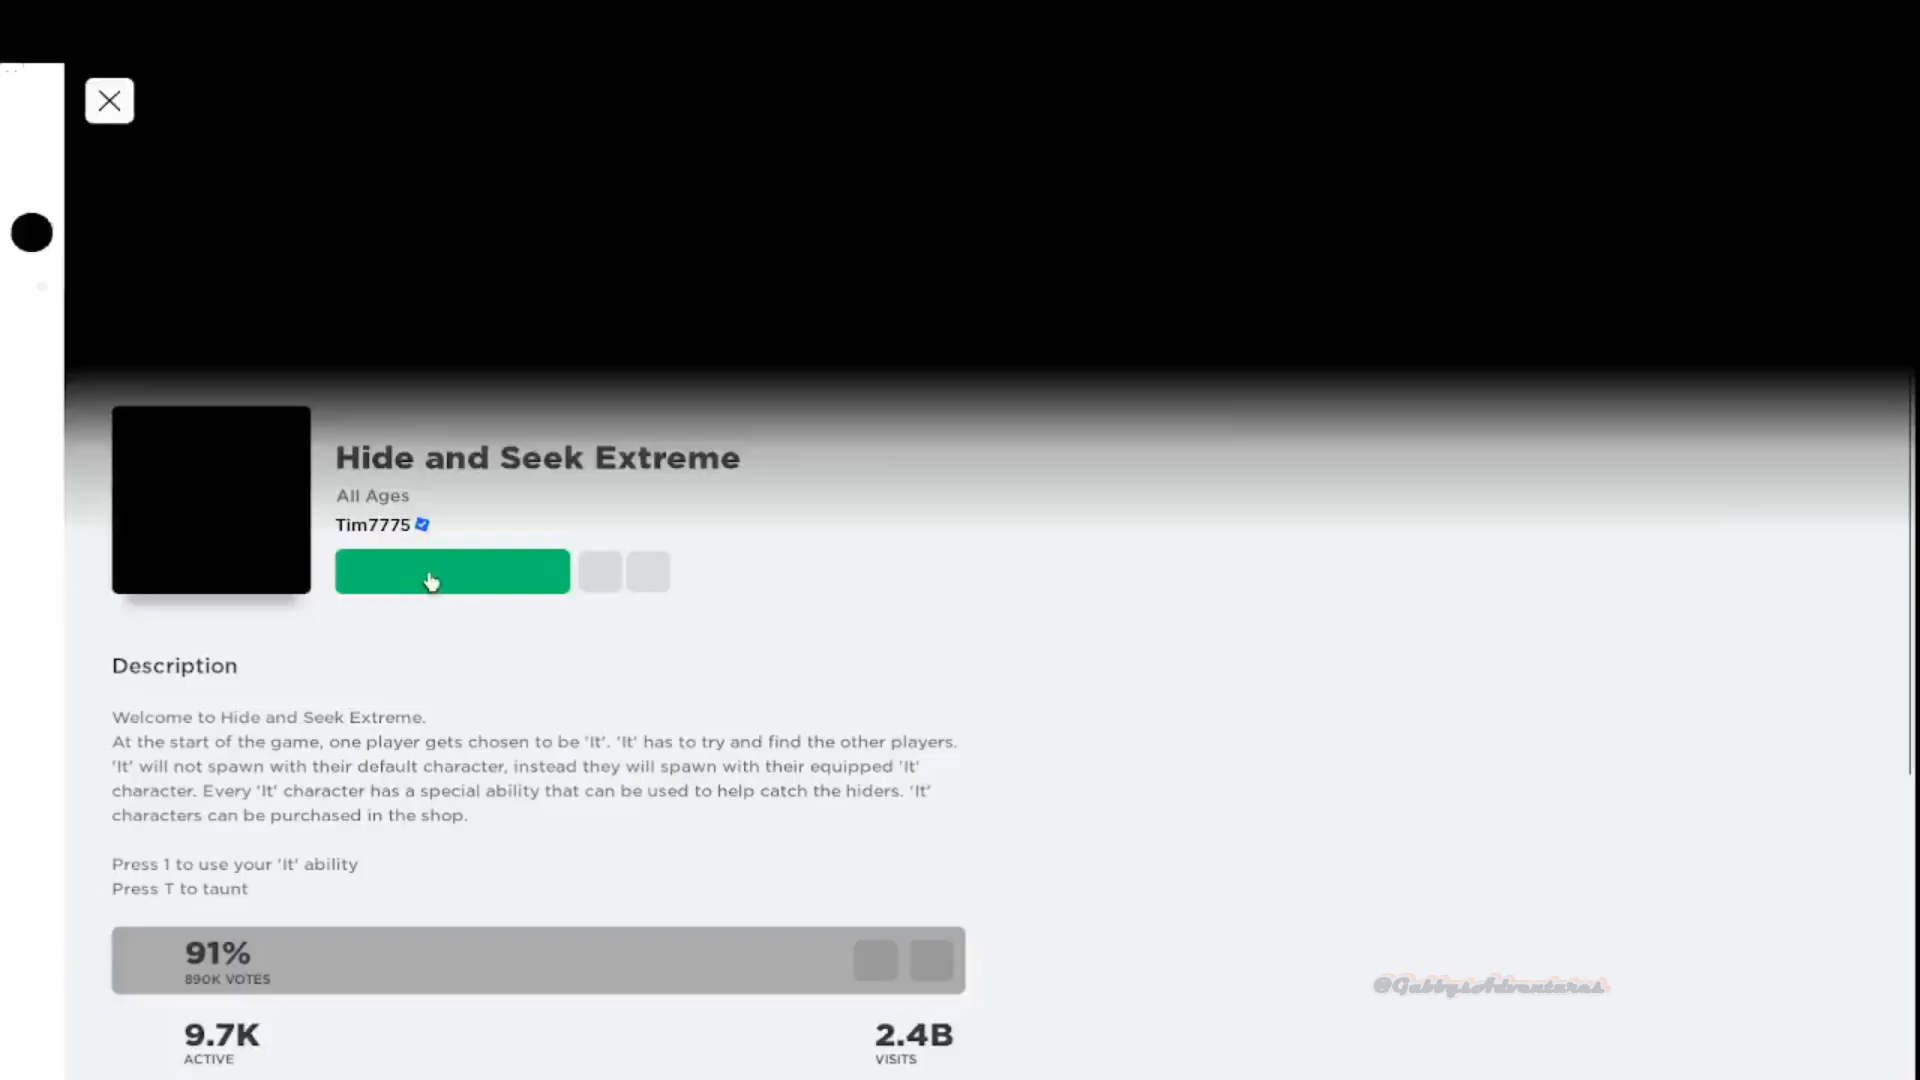 Hide and Seek Extreme
All Ages
Tim7775
Description
Welcome to Hide and Seek Extreme.
At the start of the game, one player gets chosen to be 'It'. 'It' has to try and find the other players.
'It' will not spawn with their default character, instead they will spawn with their equipped 'It'
character. Every 'It' character has a special ability that can be used to help catch the hiders. 'It'
characters can be purchased in the shop.
Press 1 to use your 'It' ability
Press T to taunt
91%
890K VOTES
9.7K
ACTIVE
2.4B
VISITS
@GabbysAdventures